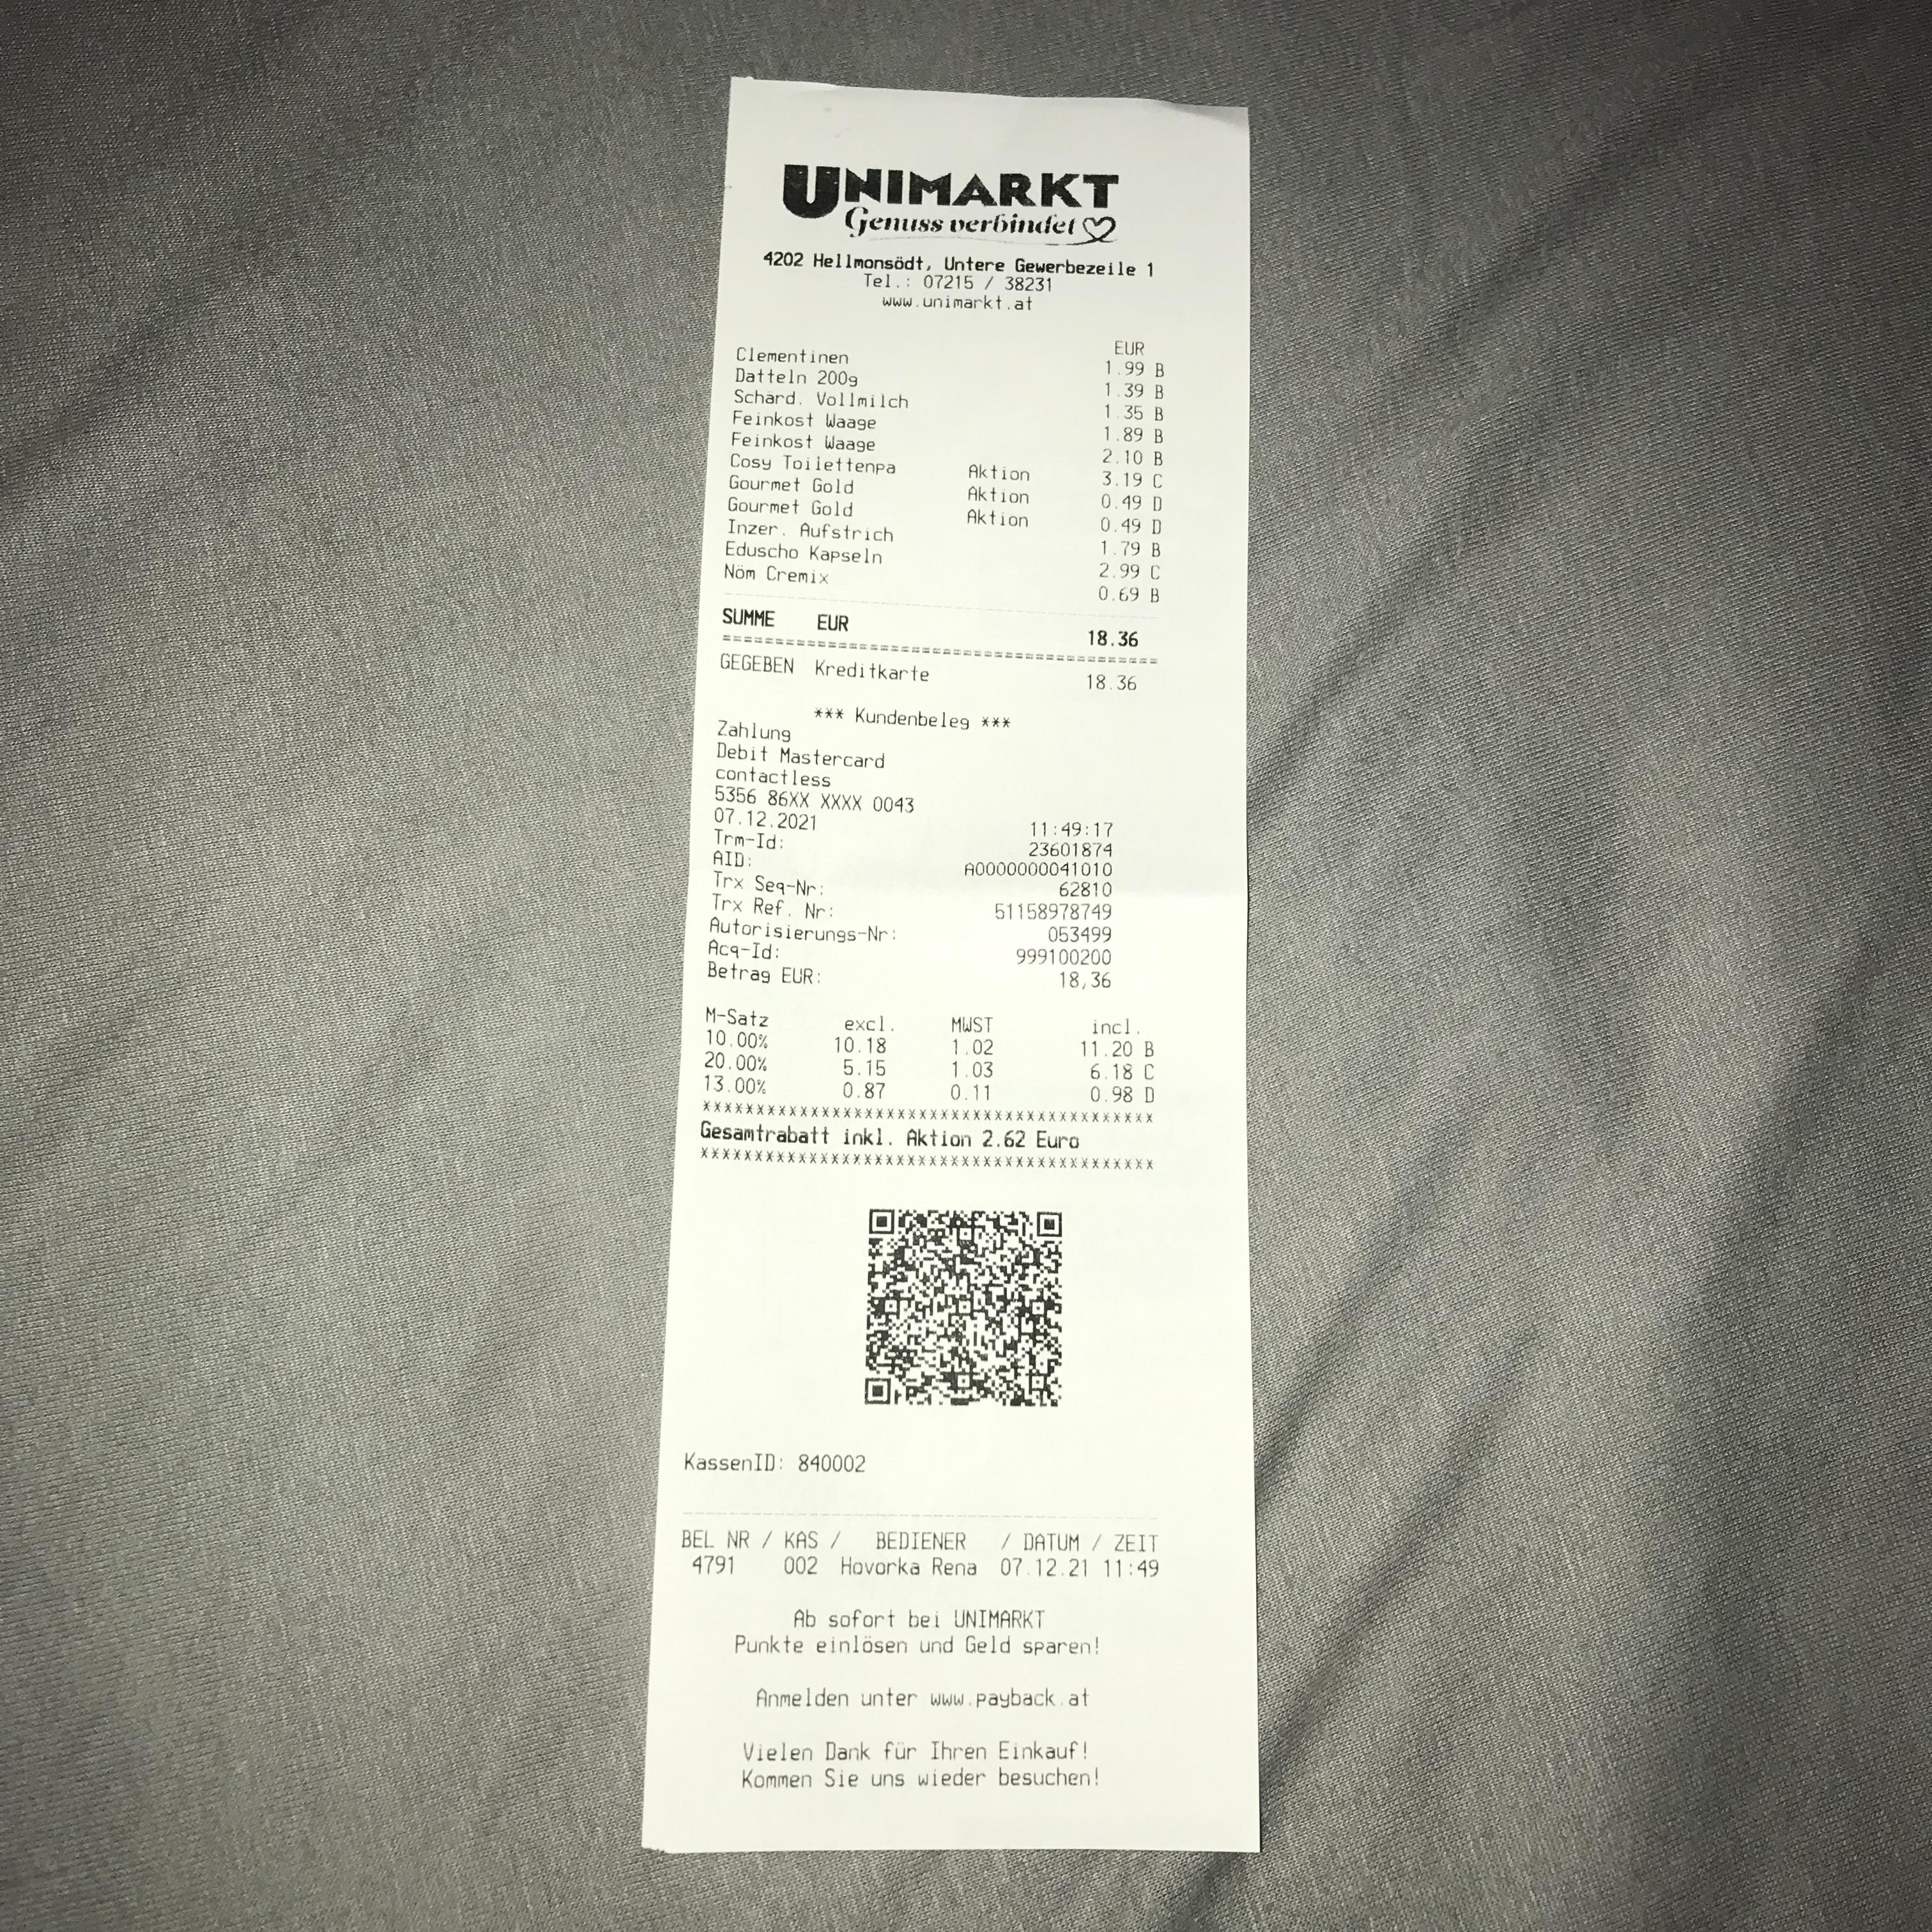 UNIMARKT
Genuss verbindet
4202 Hellmonsödt, Untere Gewerbezeile 1
Tel.: 07215 / 38231
www.unimarkt.at
EUR
Clementinen 1.99 B
Datteln 200g 1.39 B
Schärd. Vollmilch 1.35 B
Feinkost Waage 1.89 B
Feinkost Waage 2.10 B
Cosy Toilettenpa Aktion 3.19 C
Gourmet Gold Aktion 0.49 D
Gourmet Gold Aktion 0.49 D
Inzer. Aufstrich 1.79 B
Eduscho Kapseln 2.99 C
Nöm Cremix 0.69 B
SUMME EUR 18.36
========================================
GEGEBEN Kreditkarte 18.36
*** Kundenbeleg ***
Zahlung
Debit Mastercard
contactless
5356 86XX XXXX 0043
07.12.2021 11:49:17
Trm-Id: 23601874
AID: A0000000041010
Trx Seq-Nr: 62810
Trx Ref. Nr: 51158978749
Autorisierungs-Nr: 053499
Acq-Id: 999100200
Betrag EUR: 18,36
M-Satz excl. MWST incl.
10.00% 10.18 1.02 11.20 B
20.00% 5.15 1.03 6.18 C
13.00% 0.87 0.11 0.98 D
xxxxxxxxxxxxxxxxxxxxxxxxxxxxxxxxxxxxxxxxxx
Gesamtrabatt inkl. Aktion 2.62 Euro
xxxxxxxxxxxxxxxxxxxxxxxxxxxxxxxxxxxxxxxxxx
KassenID: 840002
BEL NR / KAS / BEDIENER / DATUM / ZEIT
4791 002 Hovorka Rena 07.12.21 11:49
Ab sofort bei UNIMARKT
Punkte einlösen und Geld sparen!
Anmelden unter www.payback.at
Vielen Dank für Ihren Einkauf!
Kommen Sie uns wieder besuchen!